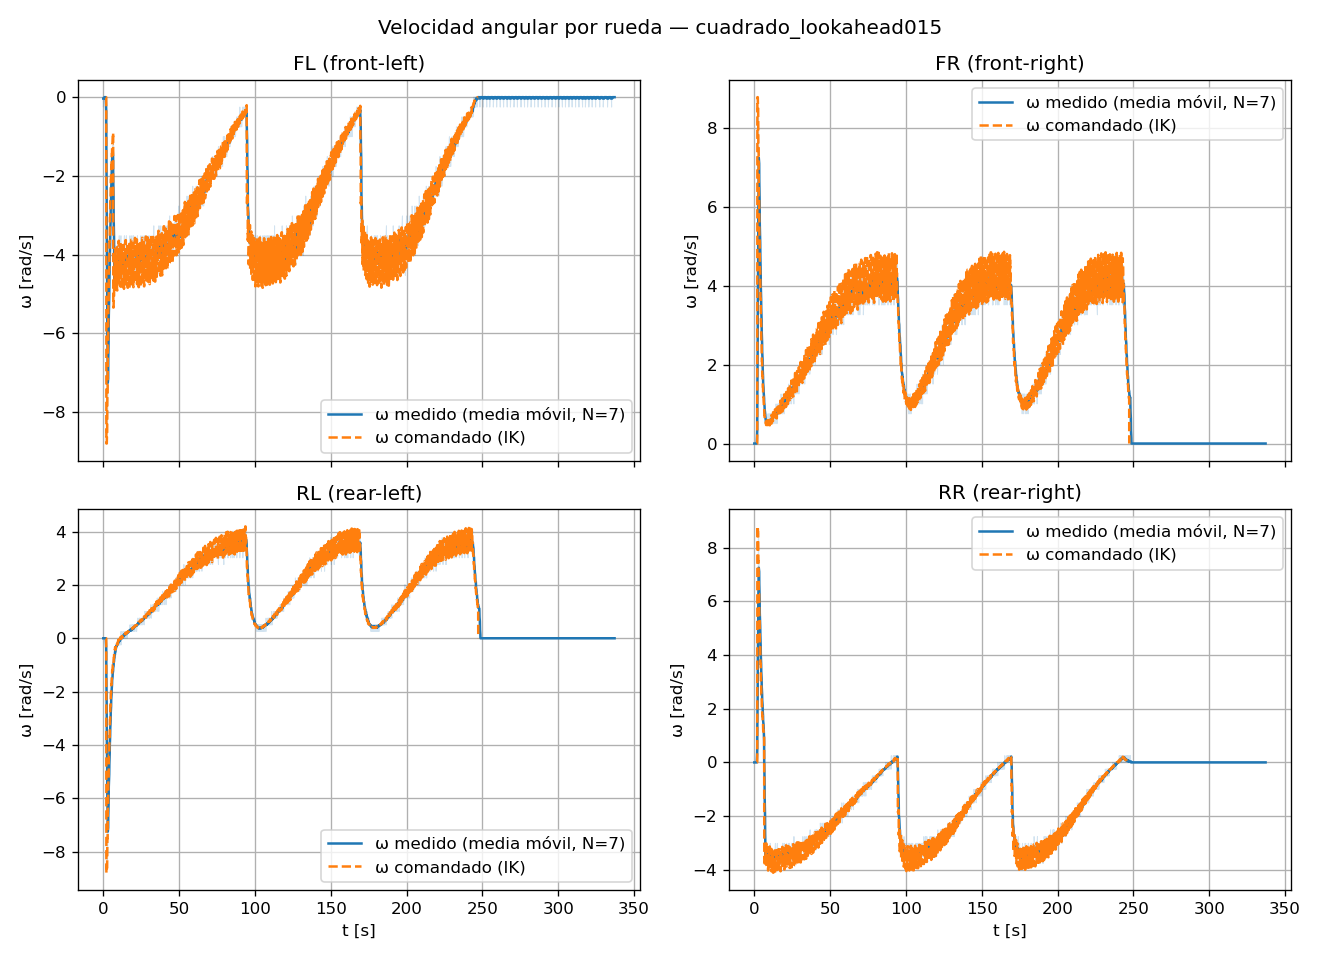 Velocidad angular por rueda — cuadrado_lookahead015
FL (front-left)
FR (front-right)
0
−2
−4
−6
−8
ω [rad/s]
ω medido (media móvil, N=7)
ω comandado (IK)
8
6
4
2
0
ω [rad/s]
ω medido (media móvil, N=7)
ω comandado (IK)
RL (rear-left)
RR (rear-right)
4
2
0
−2
−4
−6
−8
ω [rad/s]
ω medido (media móvil, N=7)
ω comandado (IK)
0 50 100 150 200 250 300 350
t [s]
8
6
4
2
0
−2
−4
ω [rad/s]
ω medido (media móvil, N=7)
ω comandado (IK)
0 50 100 150 200 250 300 350
t [s]